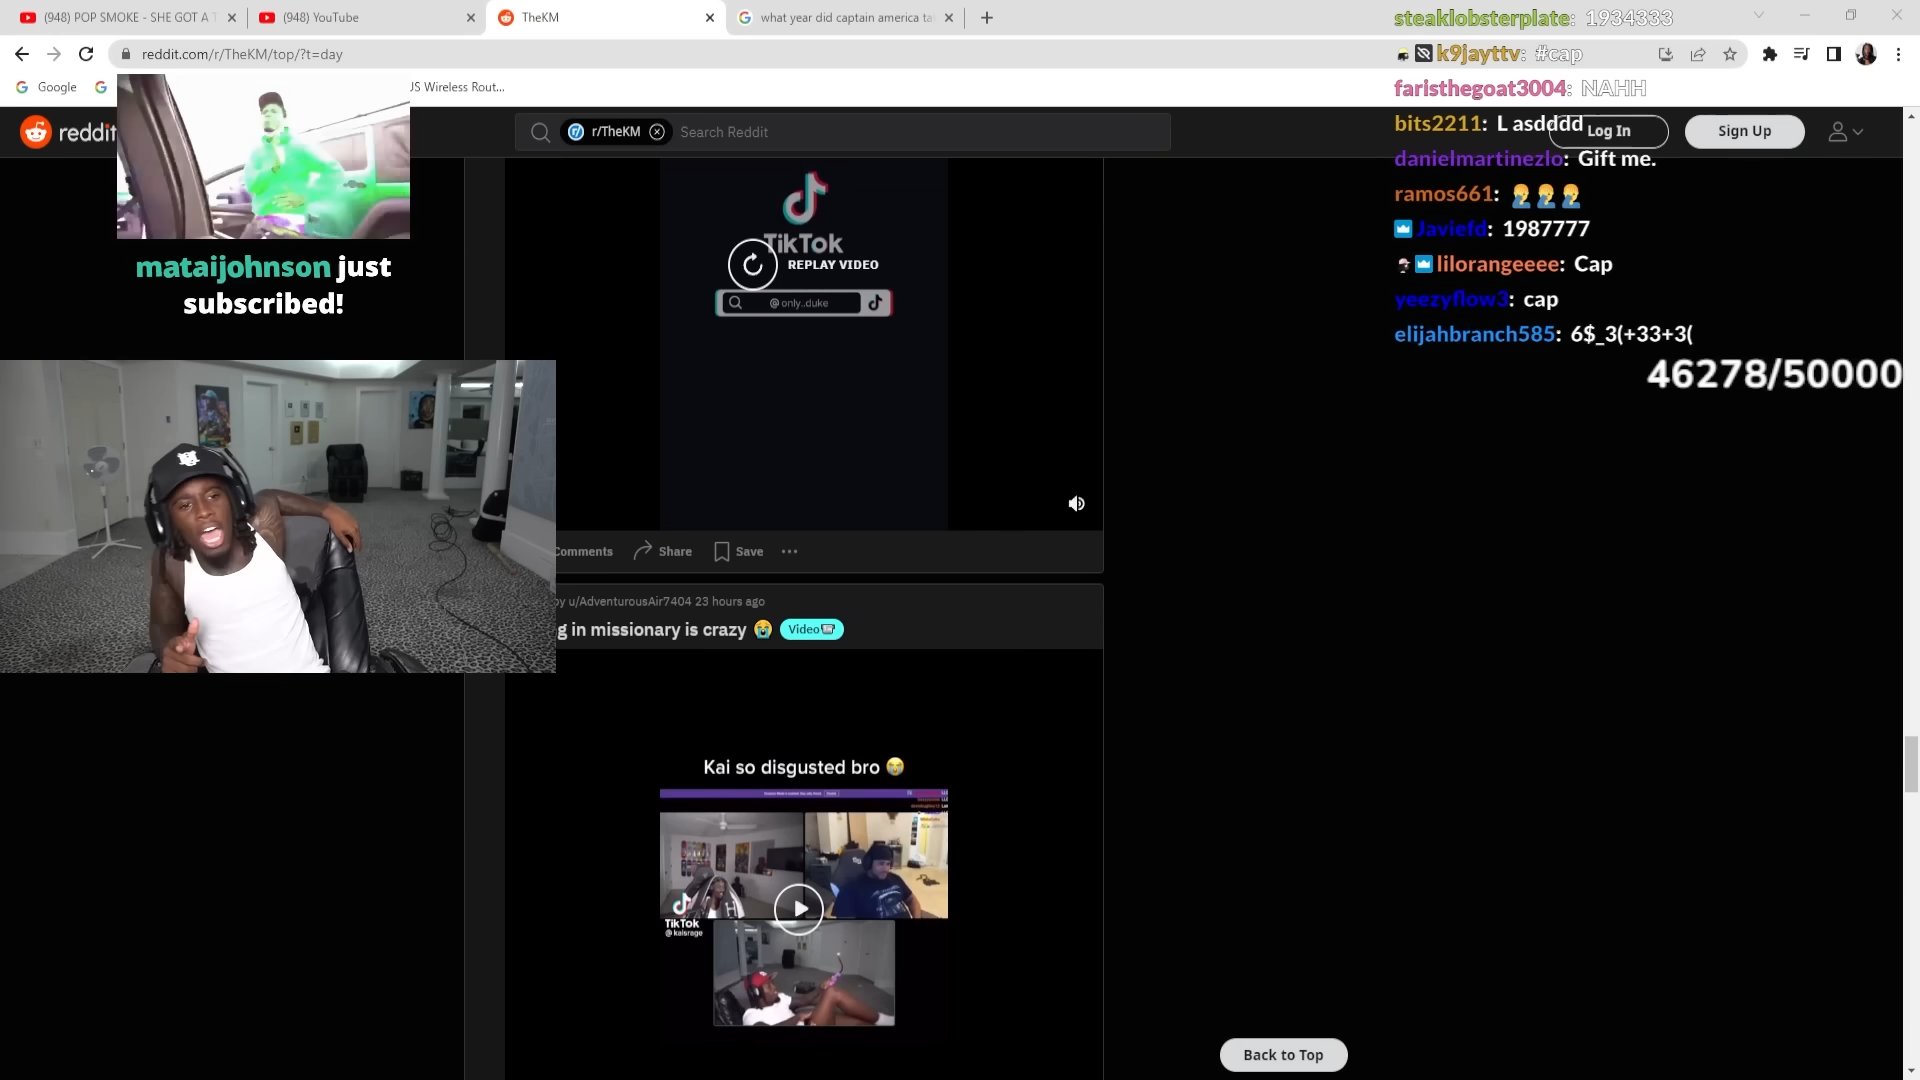 (948) POP SMOKE - SHE GOT A T
(948) YouTube
TheKM
what year did captain america ta
reddit.com/r/TheKM/top/?t=day
Google
JS Wireless Rout...
reddit
r/TheKM
Search Reddit
Log In
Sign Up
steaklobsterplate: 1934333
k9jayttv: #cap
faristhegoat3004: NAHH
bits2211: L asdddd
danielmartinezlo: Gift me.
ramos661: 🤦‍♂️🤦‍♂️🤦‍♂️
Javiefd: 1987777
lilorangeeee: Cap
yeezyflow3: cap
elijahbranch585: 6$_3(+33+3(
46278/50000
mataijohnson just
subscribed!
TikTok
REPLAY VIDEO
@only..duke
Comments
Share
Save
by u/AdventurousAir7404 23 hours ago
g in missionary is crazy 😭
Video
Kai so disgusted bro 😭
TikTok
@kaisrage
Back to Top